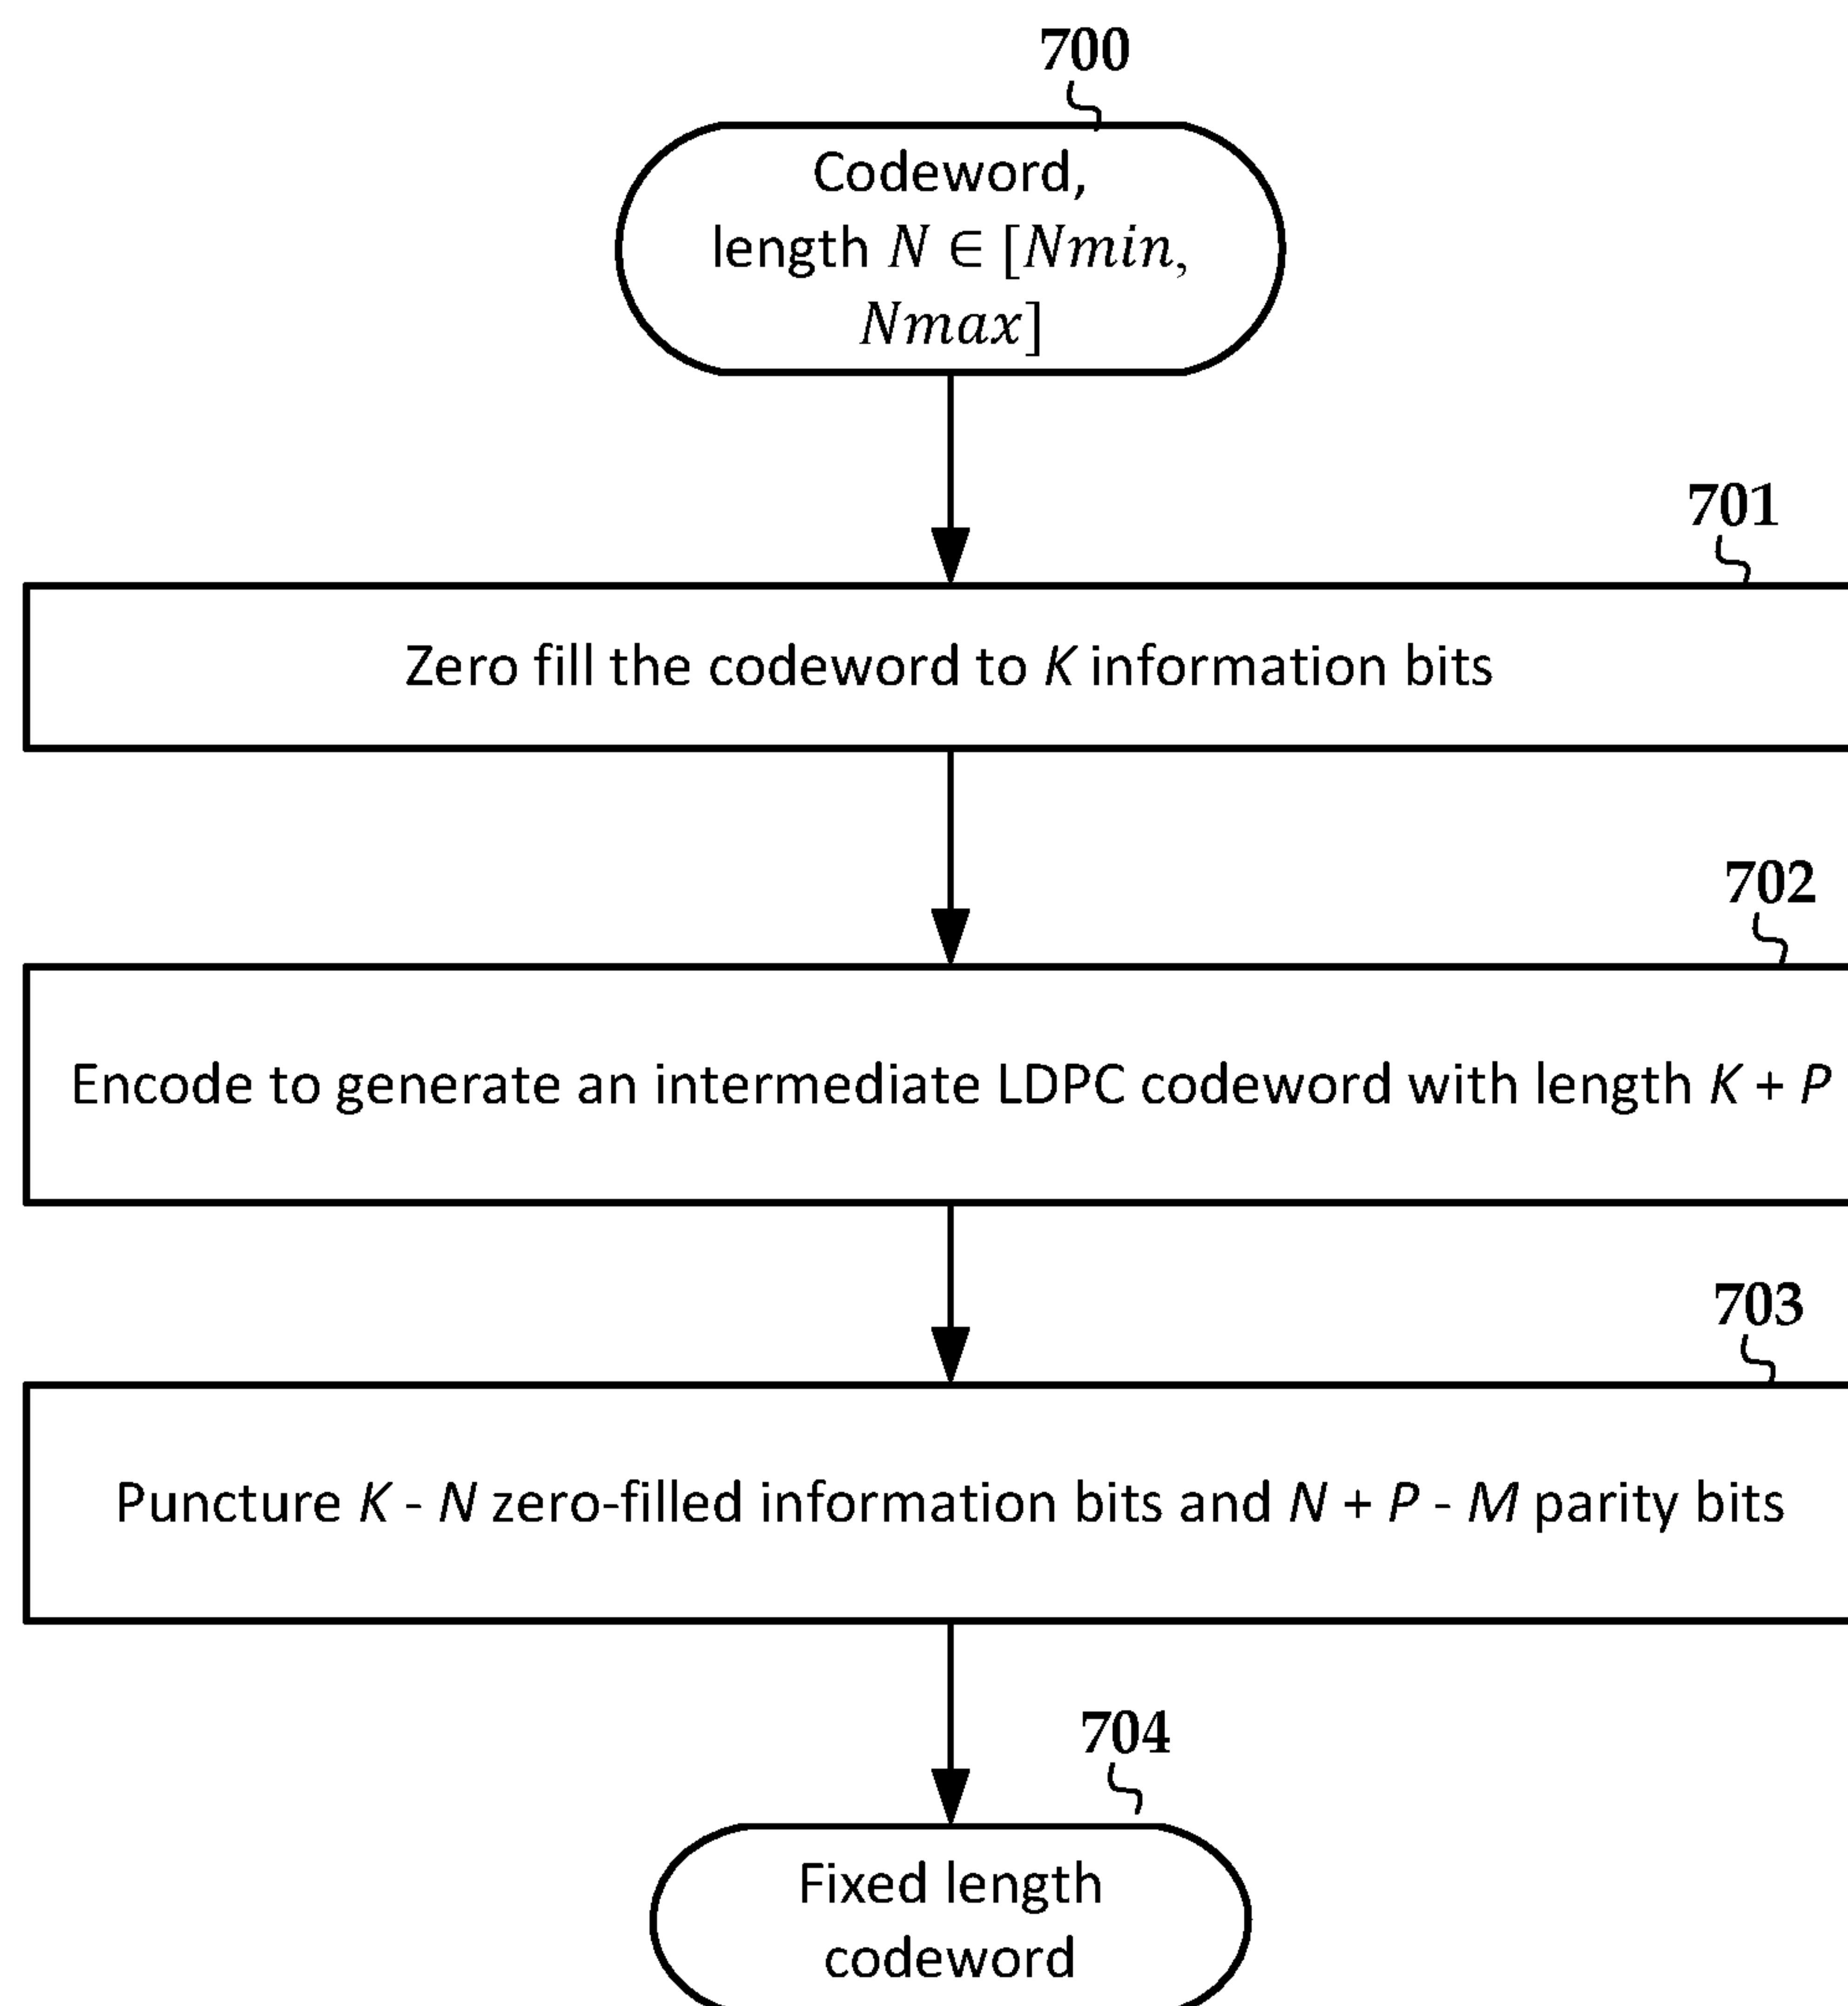 700
Codeword,
length N ∈ [Nmin,
Nmax]
701
Zero fill the codeword to K information bits
702
Encode to generate an intermediate LDPC codeword with length K + P
703
Puncture K - N zero-filled information bits and N + P - M parity bits
704
Fixed length
codeword